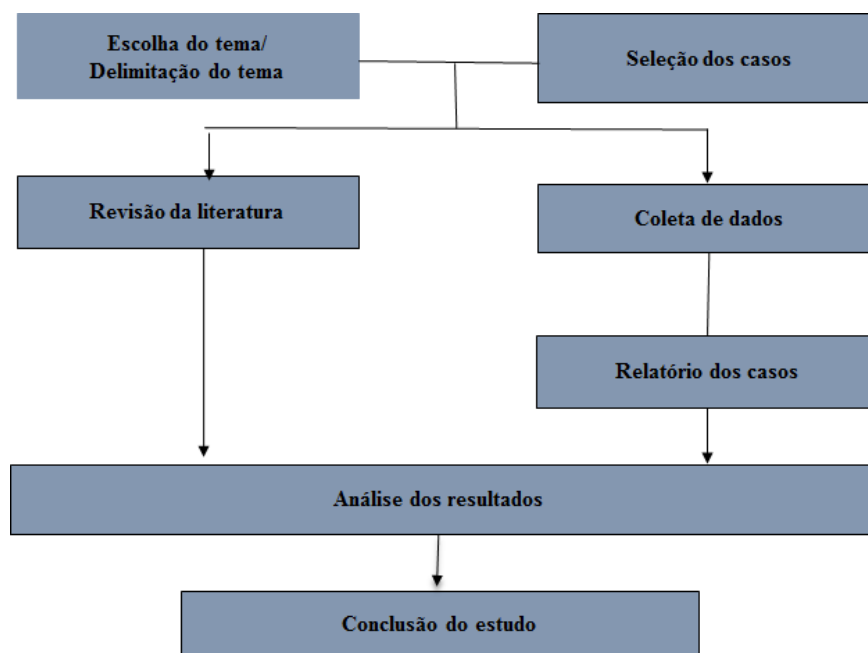 Escolha do tema/
Delimitação do tema
Seleção dos casos
Revisão da literatura
Coleta de dados
Relatório dos casos
Análise dos resultados
Conclusão do estudo